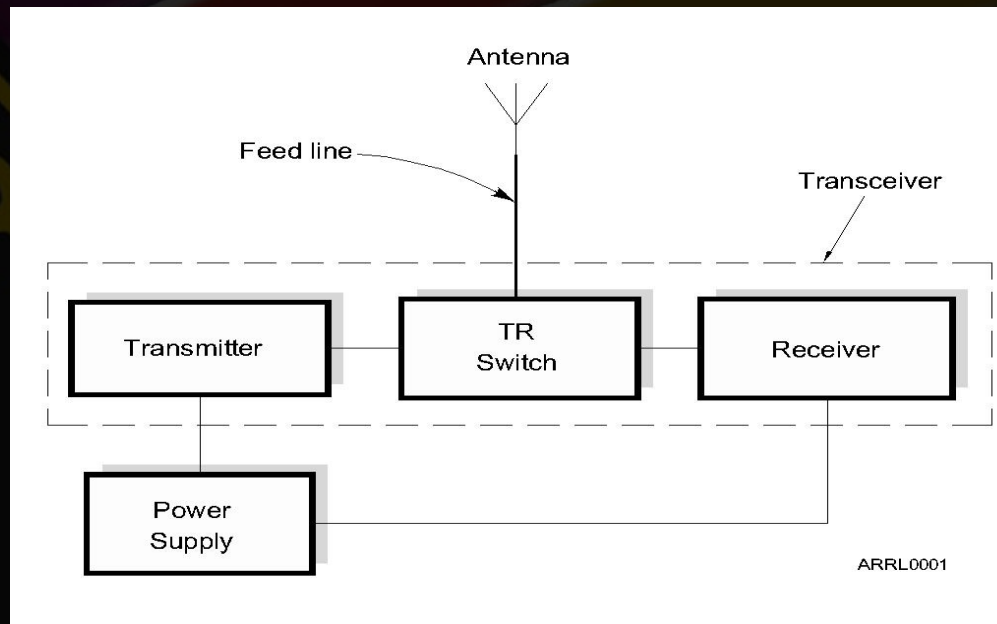 Antenna
Feed line
Transceiver
Transmitter
TR
Switch
Receiver
Power
Supply
ARRL0001